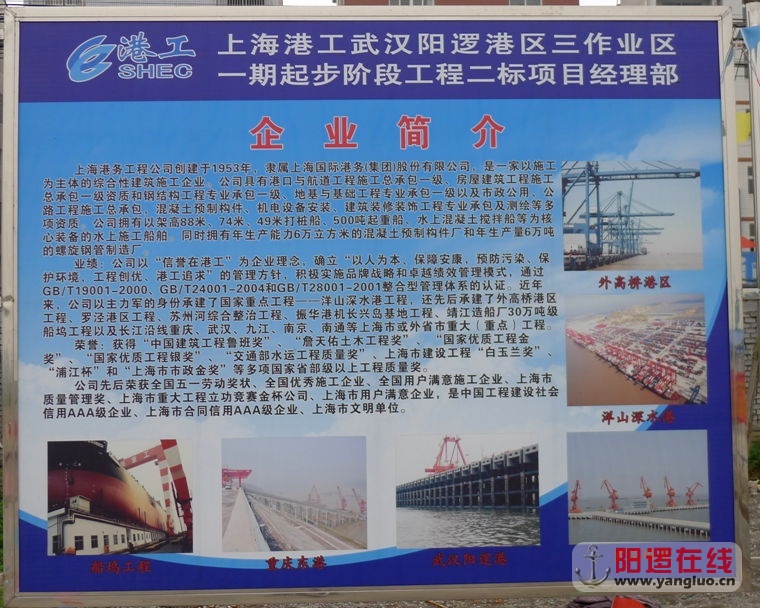 港工
SHEC
上海港工武汉阳逻港区三作业区
一期起步阶段工程二标项目经理部
企业简介
上海港务工程公司创建于1953年，隶属上海国际港务(集团)股份有限公司，是一家以施工
为主体的综合性建筑施工企业。公司具有港口与航道工程施工总承包一级、房屋建筑工程施工
总承包一级资质和钢结构工程专业承包一级、地基与基础工程专业承包一级以及市政公用、公
路工程施工总承包、混凝土预制构件、机电设备安装、建筑装修装饰工程专业承包及测绘等多
项资质。公司拥有以架高88米、74米、49米打桩船、500吨起重船、水上混凝土搅拌船等为核
心装备的水上施工船舶，同时拥有年生产能力6万立方米的混凝土预制构件厂和年生产量6万吨
的螺旋钢管制造厂。
业绩：公司以“信誉在港工”为企业理念，确立“以人为本、保障安康，预防污染、保
护环境，工程创优、港工追求”的管理方针，积极实施品牌战略和卓越绩效管理模式，通过
GB/T19001-2000、GB/T24001-2004和GB/T28001-2001整合型管理体系的认证。近年
来，公司以主力军的身份承建了国家重点工程——洋山深水港工程，还先后承建了外高桥港区
工程、罗泾港区工程、苏州河综合整治工程、振华港机长兴岛基地工程、靖江造船厂30万吨级
船坞工程以及长江沿线重庆、武汉、九江、南京、南通等上海市或外省市重大（重点）工程。
荣誉：获得“中国建筑工程鲁班奖”、“詹天佑土木工程奖”、“国家优质工程金
奖”、“国家优质工程银奖”、“交通部水运工程质量奖”、上海市建设工程“白玉兰奖”、
“浦江杯”和“上海市市政金奖”等多项国家省部级以上工程质量奖。
公司先后荣获全国五一劳动奖状、全国优秀施工企业、全国用户满意施工企业、上海市
质量管理奖、上海市重大工程立功竞赛金杯公司、上海市用户满意企业，是中国工程建设社会
信用AAA级企业、上海市合同信用AAA级企业、上海市文明单位。
外高桥港区
洋山深水港
船坞工程
重庆东港
武汉阳逻港
阳逻在线
www.yangluo.com.cn